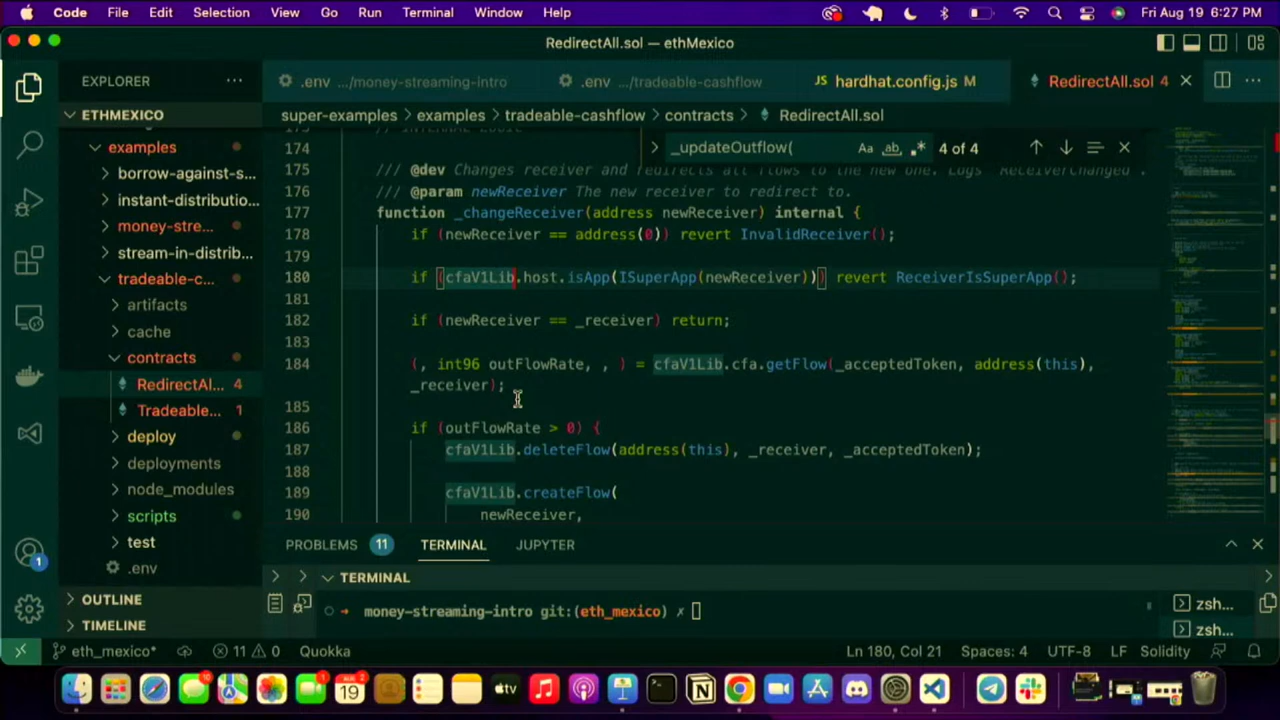 Code File Edit Selection View Go Run Terminal Window Help Fri Aug 19 6:27 PM
RedirectAll.sol — ethMexico
EXPLORER ···
.env .../money-streaming-intro .env .../tradeable-cashflow JS hardhat.config.js M RedirectAll.sol 4
ETHMEXICO
super-examples > examples > tradeable-cashflow > contracts > RedirectAll.sol
examples
borrow-against-s...
instant-distributio...
money-stre...
stream-in-distrib...
tradeable-c...
artifacts
cache
contracts
RedirectAl... 4
Tradeable... 1
deploy
deployments
node_modules
scripts
test
.env
OUTLINE
TIMELINE
_updateOutflow( Aa ab 4 of 4
174
175 /// @dev Changes receiver and redirects all flows to the new one. Logs `ReceiverChanged`.
176 /// @param newReceiver The new receiver to redirect to.
177 function _changeReceiver(address newReceiver) internal {
178 if (newReceiver == address(0)) revert InvalidReceiver();
179
180 if (cfaV1Lib.host.isApp(ISuperApp(newReceiver))) revert ReceiverIsSuperApp();
181
182 if (newReceiver == _receiver) return;
183
184 (, int96 outFlowRate, , ) = cfaV1Lib.cfa.getFlow(_acceptedToken, address(this),
_receiver);
185
186 if (outFlowRate > 0) {
187 cfaV1Lib.deleteFlow(address(this), _receiver, _acceptedToken);
188
189 cfaV1Lib.createFlow(
190 newReceiver,
PROBLEMS 11 TERMINAL JUPYTER
TERMINAL
money-streaming-intro git:(eth_mexico) ✗
zsh...
zsh...
eth_mexico* 11 0 Quokka Ln 180, Col 21 Spaces: 4 UTF-8 LF Solidity